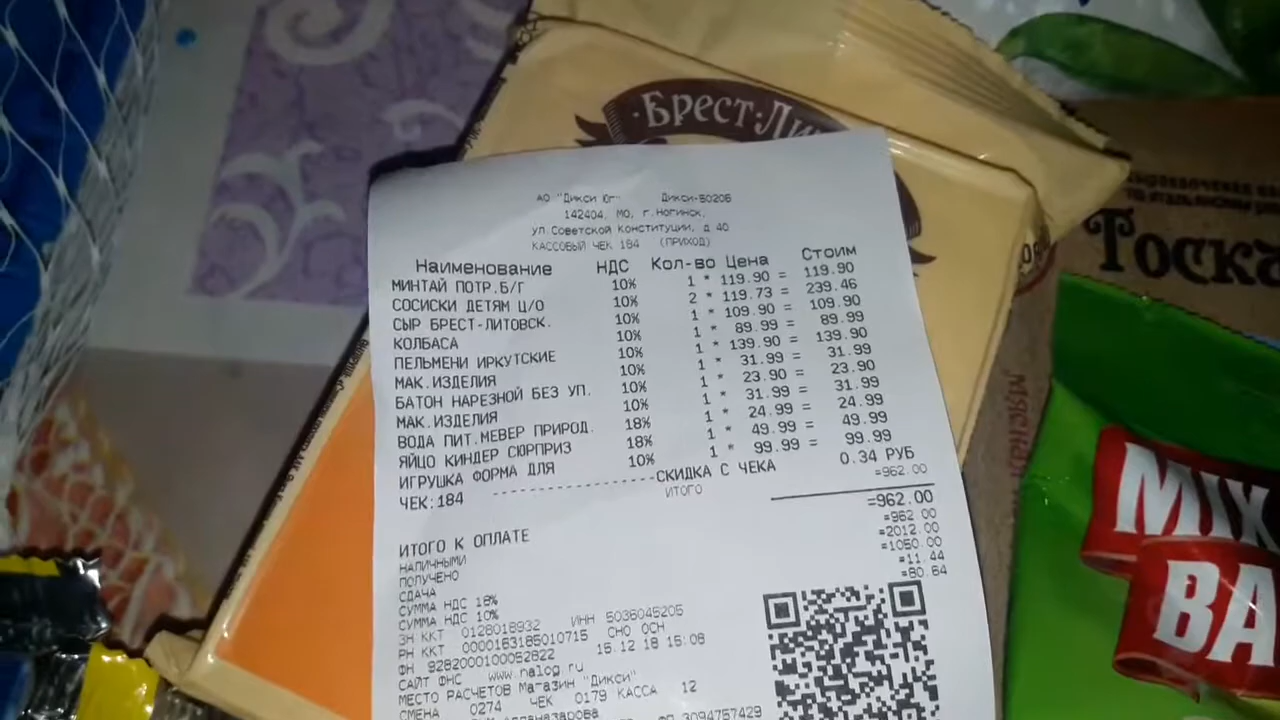 ·БРЕСТ-ЛИ
АО "ДИКСИ ЮГ" ДИКСИ-50206
142404, МО, Г.НОГИНСК,
УЛ.СОВЕТСКОЙ КОНСТИТУЦИИ, Д 40
КАССОВЫЙ ЧЕК 184 (ПРИХОД)
НАИМЕНОВАНИЕ НДС КОЛ-ВО ЦЕНА СТОИМ
МИНТАЙ ПОТР.Б/Г 10% 1 * 119.90 = 119.90
СОСИСКИ ДЕТЯМ Ц/О 10% 2 * 119.73 = 239.46
СЫР БРЕСТ-ЛИТОВСК. 10% 1 * 109.90 = 109.90
КОЛБАСА 10% 1 * 89.99 = 89.99
ПЕЛЬМЕНИ ИРКУТСКИЕ 10% 1 * 139.90 = 139.90
МАК.ИЗДЕЛИЯ 10% 1 * 31.99 = 31.99
БАТОН НАРЕЗНОЙ БЕЗ УП. 10% 1 * 23.90 = 23.90
МАК.ИЗДЕЛИЯ 10% 1 * 31.99 = 31.99
ВОДА ПИТ.МЕВЕР ПРИРОД. 18% 1 * 24.99 = 24.99
ЯЙЦО КИНДЕР СЮРПРИЗ 18% 1 * 49.99 = 49.99
ИГРУШКА ФОРМА ДЛЯ 10% 1 * 99.99 = 99.99
ЧЕК:184 СКИДКА С ЧЕКА 0.34 РУБ
ИТОГО =962.00
ИТОГО К ОПЛАТЕ =962.00
НАЛИЧНЫМИ =962.00
ПОЛУЧЕНО =2012.00
СДАЧА =1050.00
СУММА НДС 18% =11.44
СУММА НДС 10% =80.64
ЗН ККТ 0128018932 ИНН 5036045205
РН ККТ 0000163185010715 СНО ОСН
ФН 9282000100052822 15.12.18 15:08
САЙТ ФНС www.nalog.ru
МЕСТО РАСЧЕТОВ Магазин "ДИКСИ"
СМЕНА 0274 ЧЕК 0179 КАССА 12
ФП 3094757429
Тоска
MIX
BA